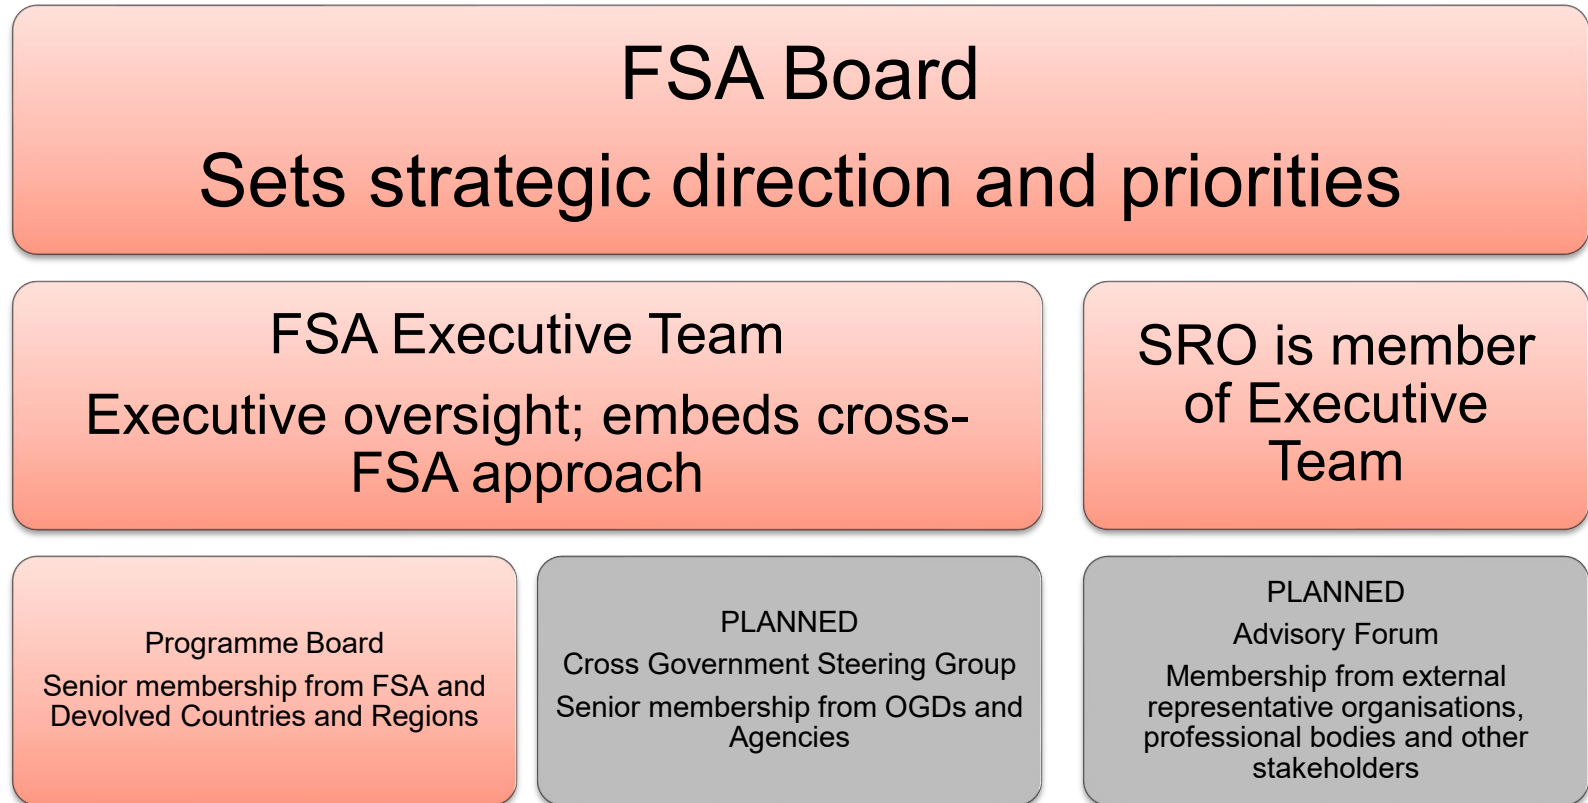 FSA Board
Sets strategic direction and priorities
FSA Executive Team
Executive oversight; embeds cross-
FSA approach
SRO is member
of Executive
Team
Programme Board
Senior membership from FSA and
Devolved Countries and Regions
PLANNED
Cross Government Steering Group
Senior membership from OGDs and
Agencies
PLANNED
Advisory Forum
Membership from external
representative organisations,
professional bodies and other
stakeholders